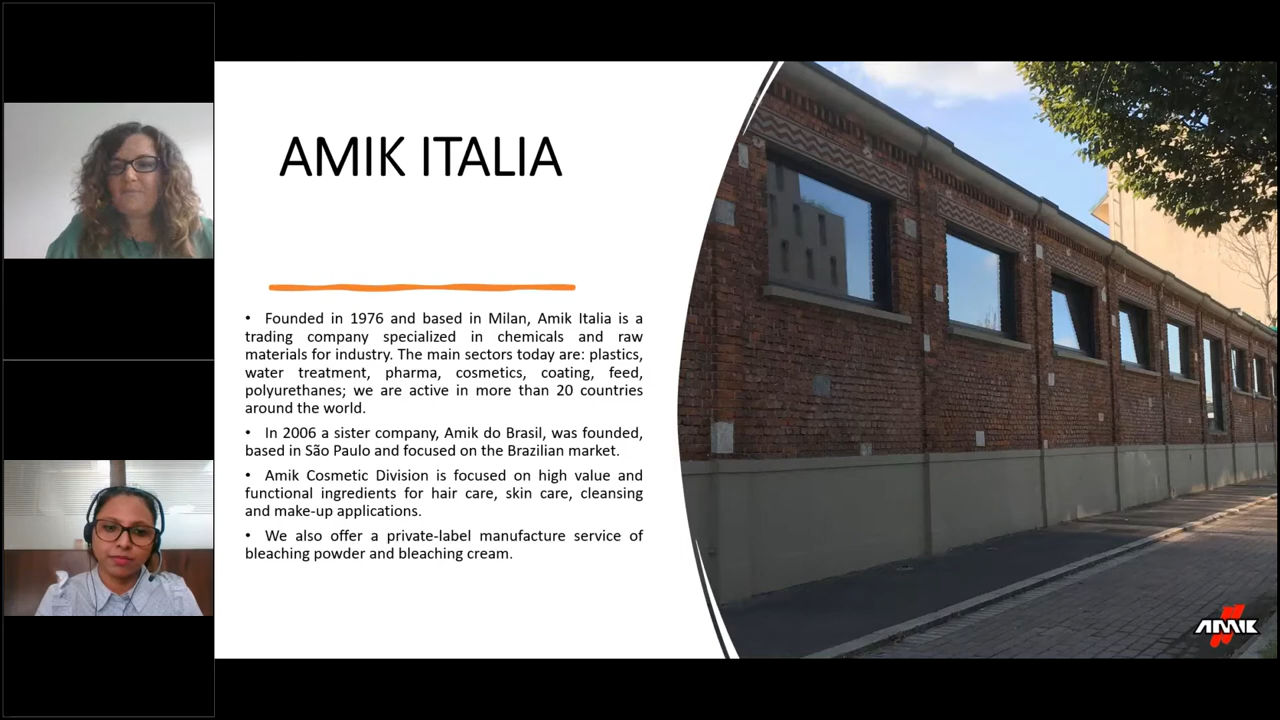 AMIK ITALIA
• Founded in 1976 and based in Milan, Amik Italia is a
trading company specialized in chemicals and raw
materials for industry. The main sectors today are: plastics,
water treatment, pharma, cosmetics, coating, feed,
polyurethanes; we are active in more than 20 countries
around the world.
• In 2006 a sister company, Amik do Brasil, was founded,
based in São Paulo and focused on the Brazilian market.
• Amik Cosmetic Division is focused on high value and
functional ingredients for hair care, skin care, cleansing
and make-up applications.
• We also offer a private-label manufacture service of
bleaching powder and bleaching cream.
AMIK